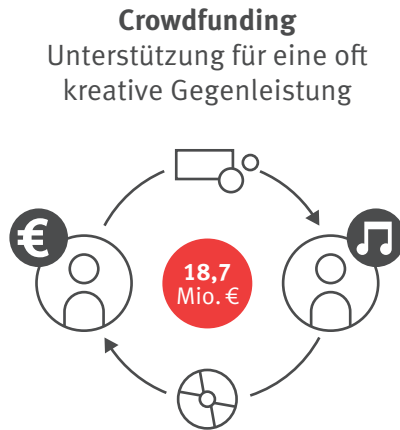 Crowdfunding
Unterstützung für eine oft
kreative Gegenleistung
€
18,7
Mio. €